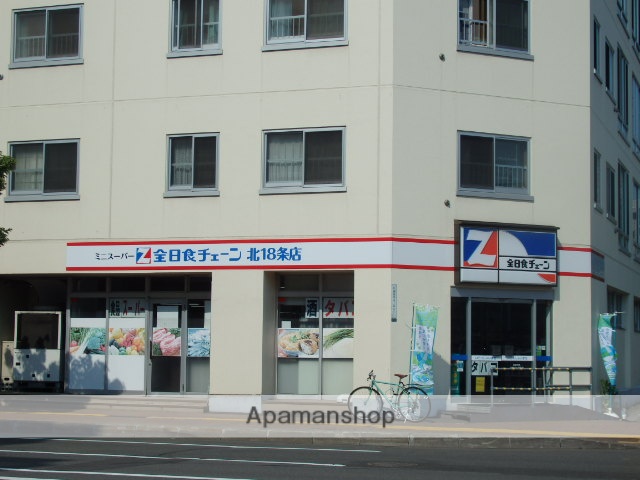 ミニスーパー Z 全日食チェーン 北18条店
Z
全日食チェーン
酒 タバコ
タバコ
Apamanshop